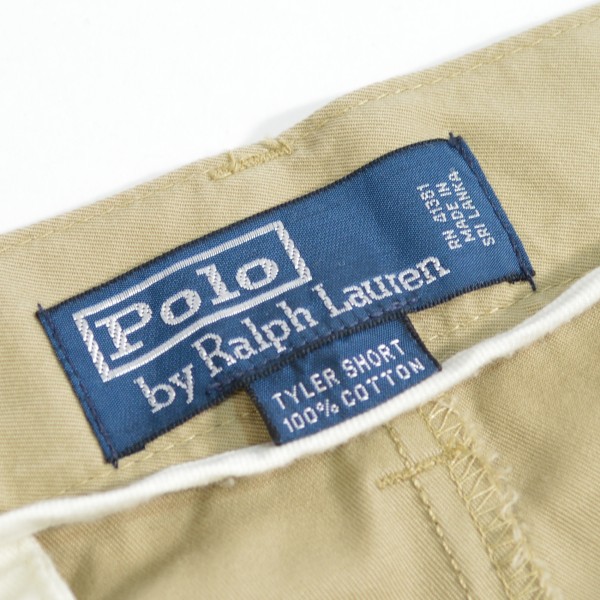 Polo
by Ralph Lauren
RN 41381
MADE IN
SRI LANKA
TYLER SHORT
100% COTTON